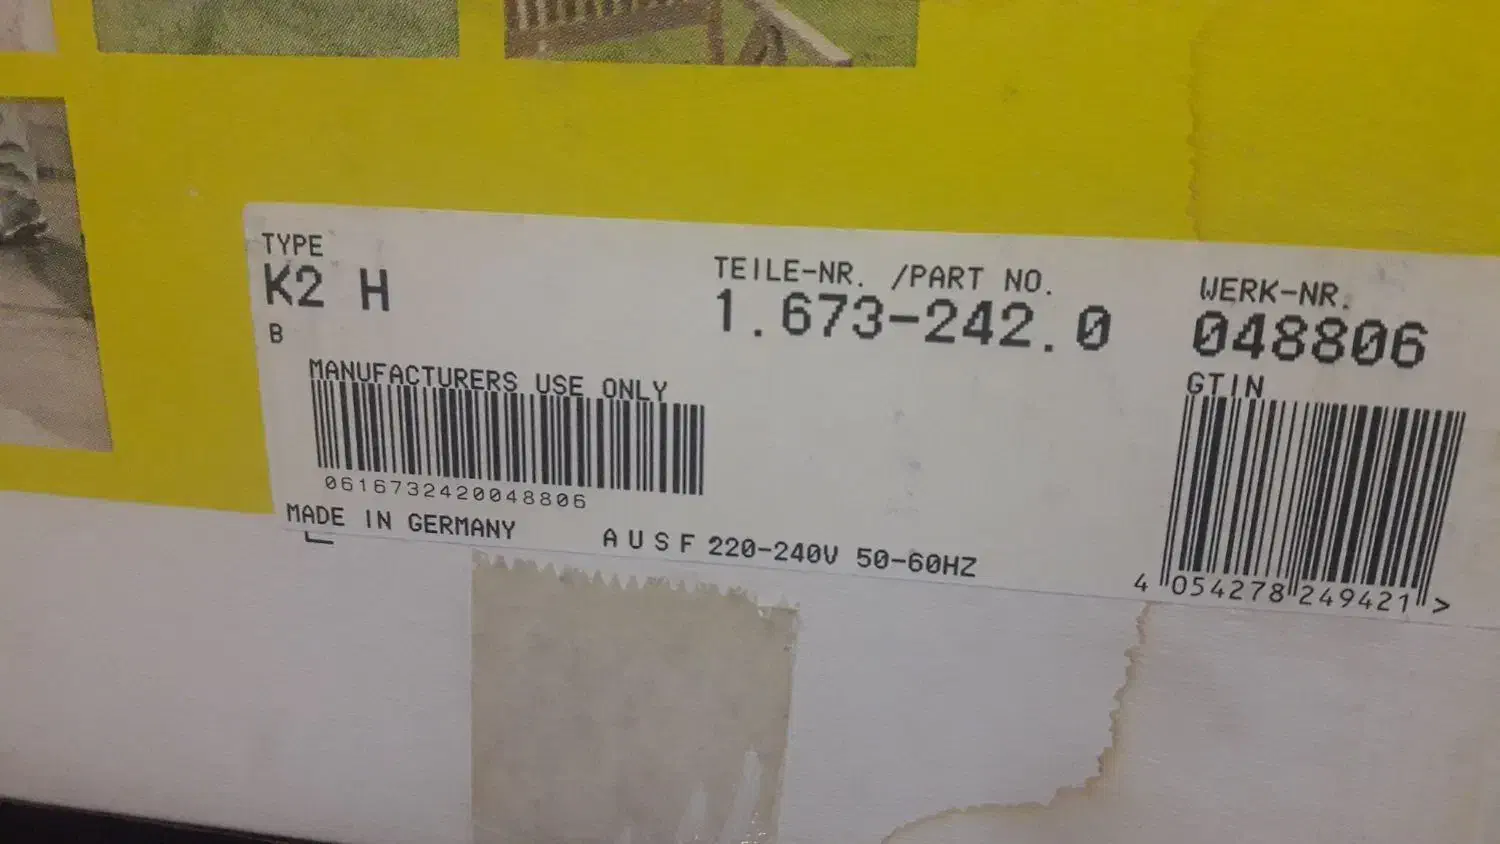 TYPE
K2 H
B
TEILE-NR. /PART NO.
1.673-242.0
WERK-NR.
048806
MANUFACTURERS USE ONLY
0616732420048806
GTIN
4 054278 249421 >
MADE IN GERMANY
A U S F 220-240V 50-60HZ